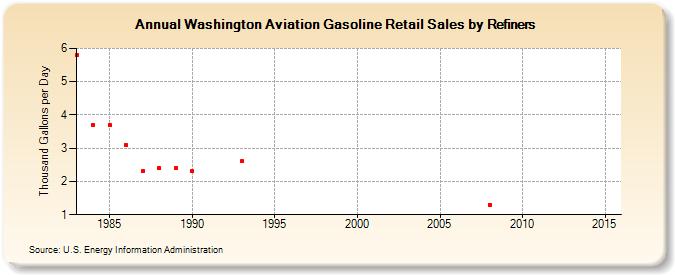 Annual Washington Aviation Gasoline Retail Sales by Refiners
Thousand Gallons per Day
6
5
4
3
2
1
1985 1990 1995 2000 2005 2010 2015
Source: U.S. Energy Information Administration